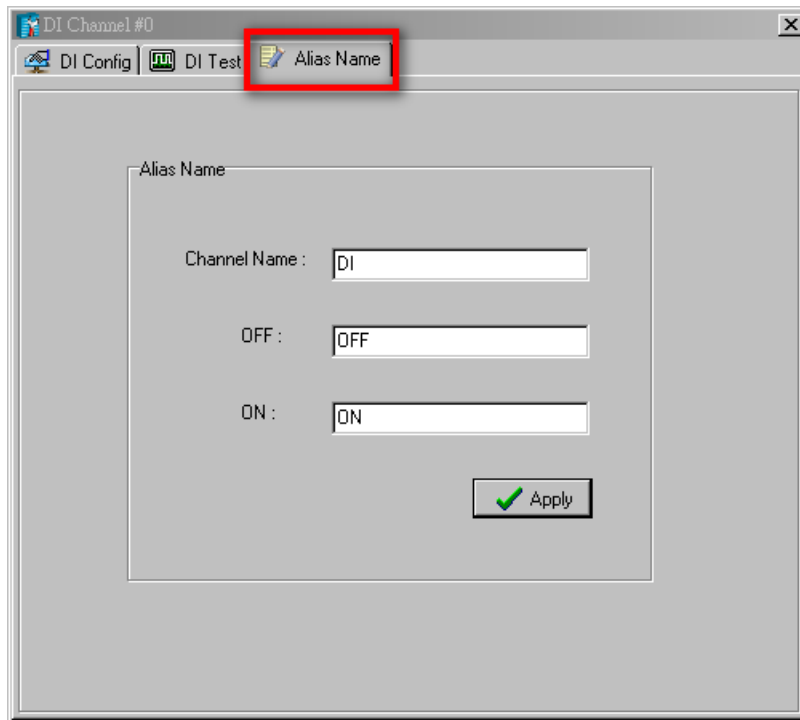 DI Channel #0
DI Config DI Test Alias Name
Alias Name
Channel Name : DI
OFF : OFF
ON : ON
Apply